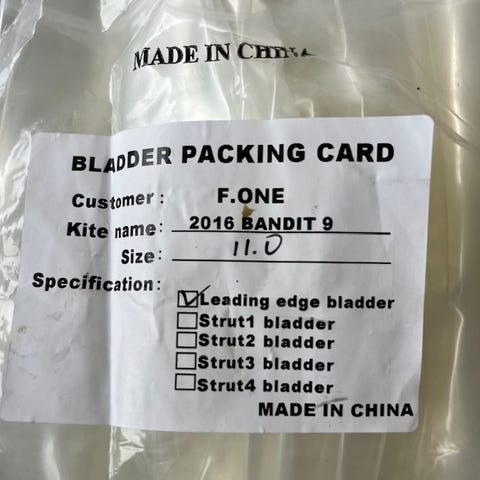 MADE IN CHINA
BLADDER PACKING CARD
Customer: F.ONE
Kite name: 2016 BANDIT 9
Size: 11.0
Specification:
Leading edge bladder
Strut1 bladder
Strut2 bladder
Strut3 bladder
Strut4 bladder
MADE IN CHINA